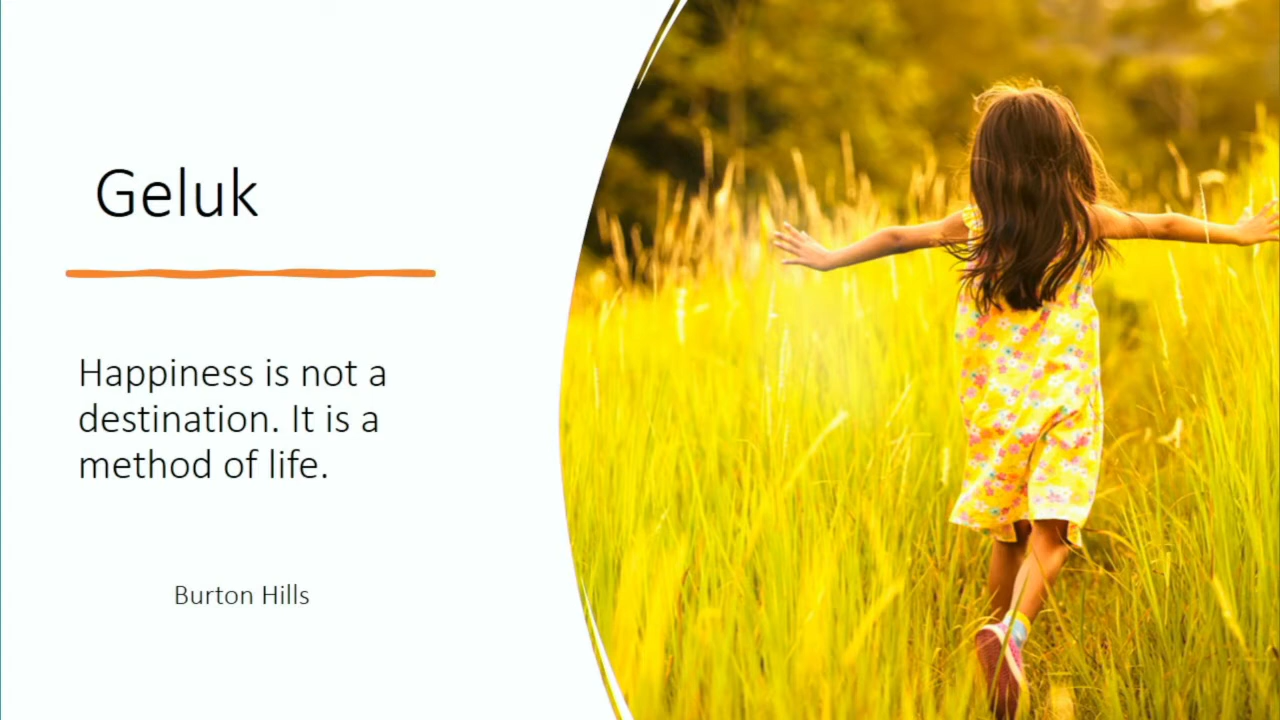 Geluk
Happiness is not a
destination. It is a
method of life.
Burton Hills